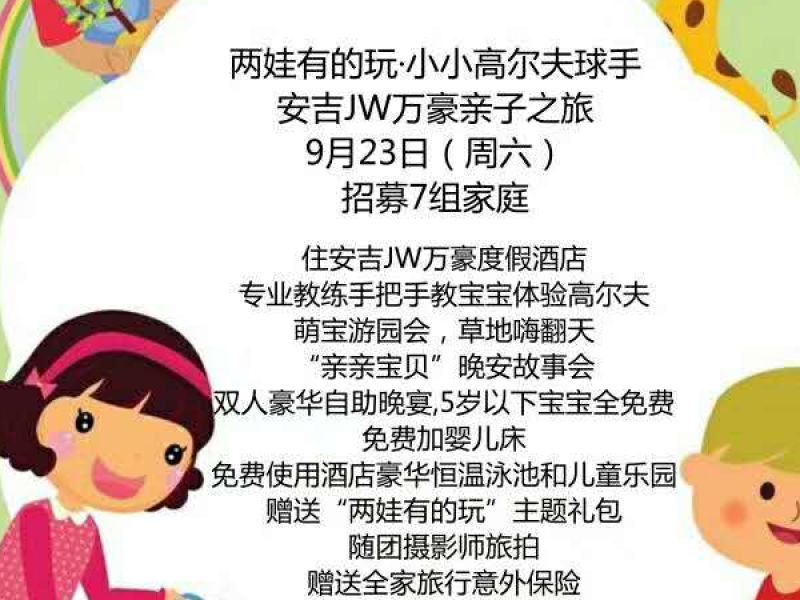 两娃有的玩·小小高尔夫球手
安吉JW万豪亲子之旅
9月23日（周六）
招募7组家庭
住安吉JW万豪度假酒店
专业教练手把手教宝宝体验高尔夫
萌宝游园会，草地嗨翻天
“亲亲宝贝”晚安故事会
双人豪华自助晚宴,5岁以下宝宝全免费
免费加婴儿床
免费使用酒店豪华恒温泳池和儿童乐园
赠送“两娃有的玩”主题礼包
随团摄影师旅拍
赠送全家旅行意外保险